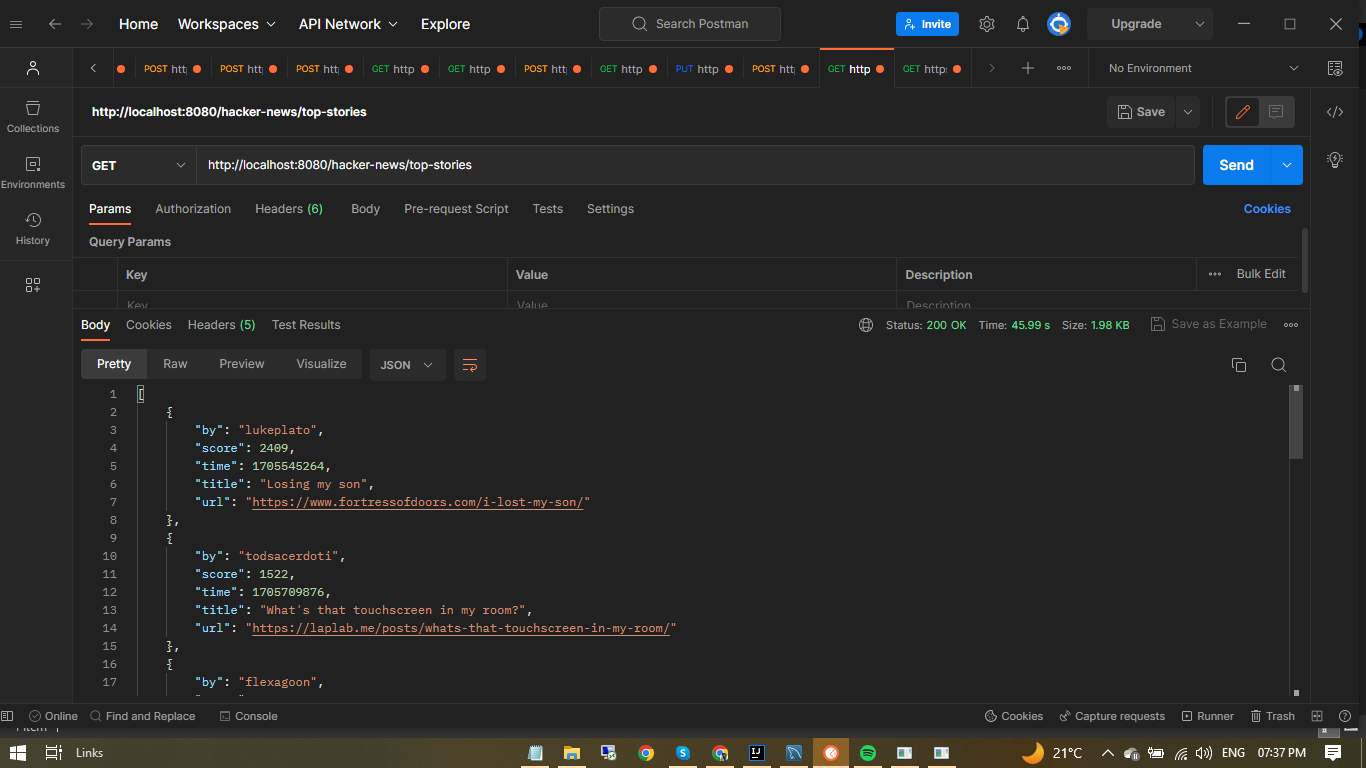 Home Workspaces API Network Explore Search Postman Invite Upgrade
POST htt POST htt POST htt GET http GET http POST htt GET http PUT http POST htt GET http GET http No Environment
http://localhost:8080/hacker-news/top-stories Save
Collections
GET http://localhost:8080/hacker-news/top-stories Send
Environments
Params Authorization Headers (6) Body Pre-request Script Tests Settings Cookies
History
Query Params
Key Value Description Bulk Edit
Key Value Description
Body Cookies Headers (5) Test Results Status: 200 OK Time: 45.99 s Size: 1.98 KB Save as Example
Pretty Raw Preview Visualize JSON
1 [
2 {
3 "by": "lukeplato",
4 "score": 2409,
5 "time": 1705545264,
6 "title": "Losing my son",
7 "url": "https://www.fortressofdoors.com/i-lost-my-son/"
8 },
9 {
10 "by": "todsacerdoti",
11 "score": 1522,
12 "time": 1705709876,
13 "title": "What's that touchscreen in my room?",
14 "url": "https://laplab.me/posts/whats-that-touchscreen-in-my-room/"
15 },
16 {
17 "by": "flexagoon",
Online Find and Replace Console Cookies Capture requests Runner Trash
Links 21°C ENG 07:37 PM